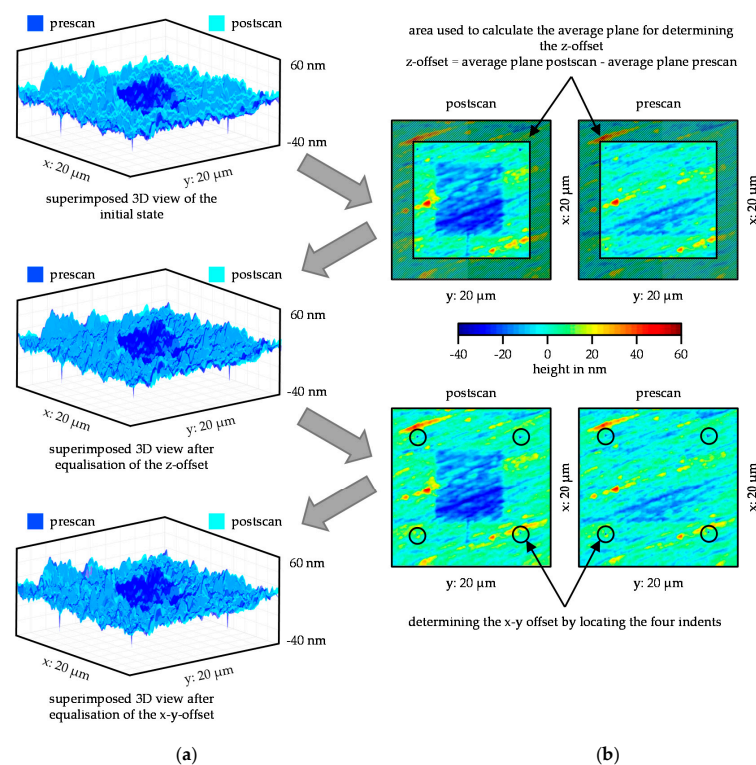 prescan
postscan
60 nm
-40 nm
x: 20 µm
y: 20 µm
superimposed 3D view of the
initial state
prescan
postscan
60 nm
-40 nm
x: 20 µm
y: 20 µm
superimposed 3D view after
equalisation of the z-offset
prescan
postscan
60 nm
-40 nm
x: 20 µm
y: 20 µm
superimposed 3D view after
equalisation of the x-y-offset
(a)
area used to calculate the average plane for determining
the z-offset
z-offset = average plane postscan - average plane prescan
postscan
prescan
x: 20 µm
x: 20 µm
y: 20 µm
y: 20 µm
-40 -20 0 20 40 60
height in nm
postscan
prescan
x: 20 µm
x: 20 µm
y: 20 µm
y: 20 µm
determining the x-y offset by locating the four indents
(b)